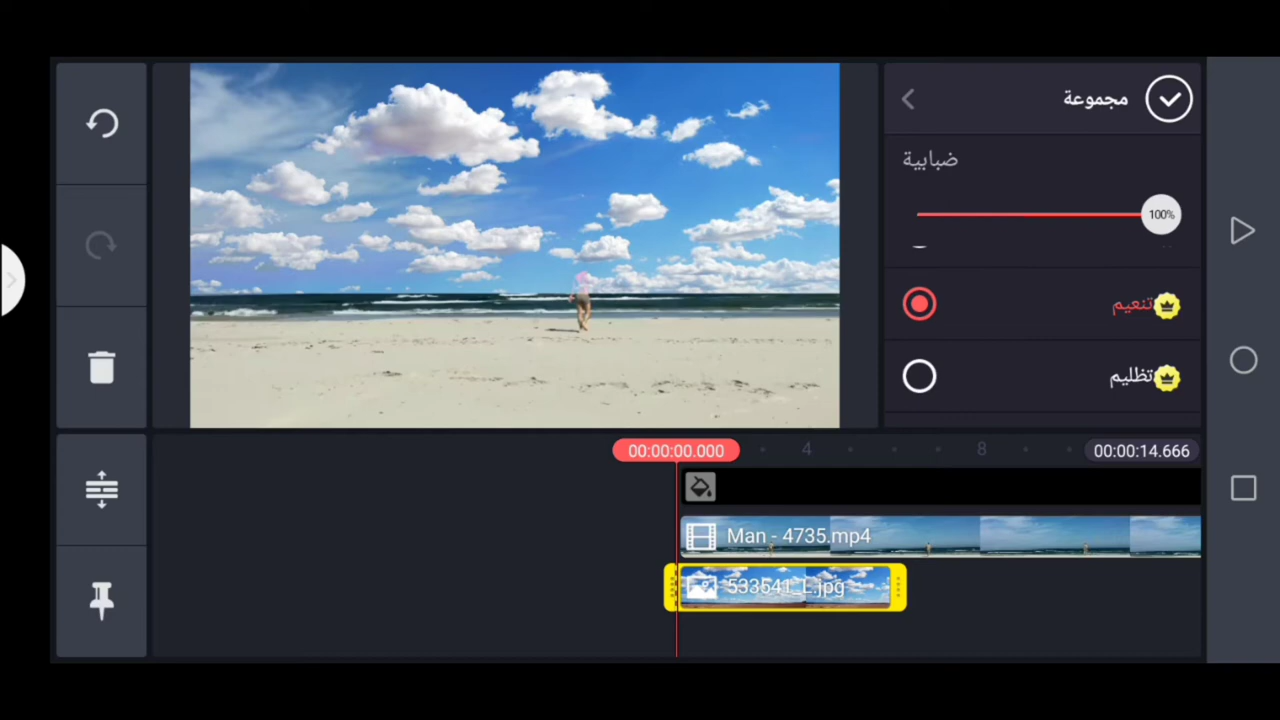 مجموعة
ضبابية
100%
تنعيم
تظليم
00:00:00.000
4
8
00:00:14.666
Man - 4735.mp4
533541_L.jpg